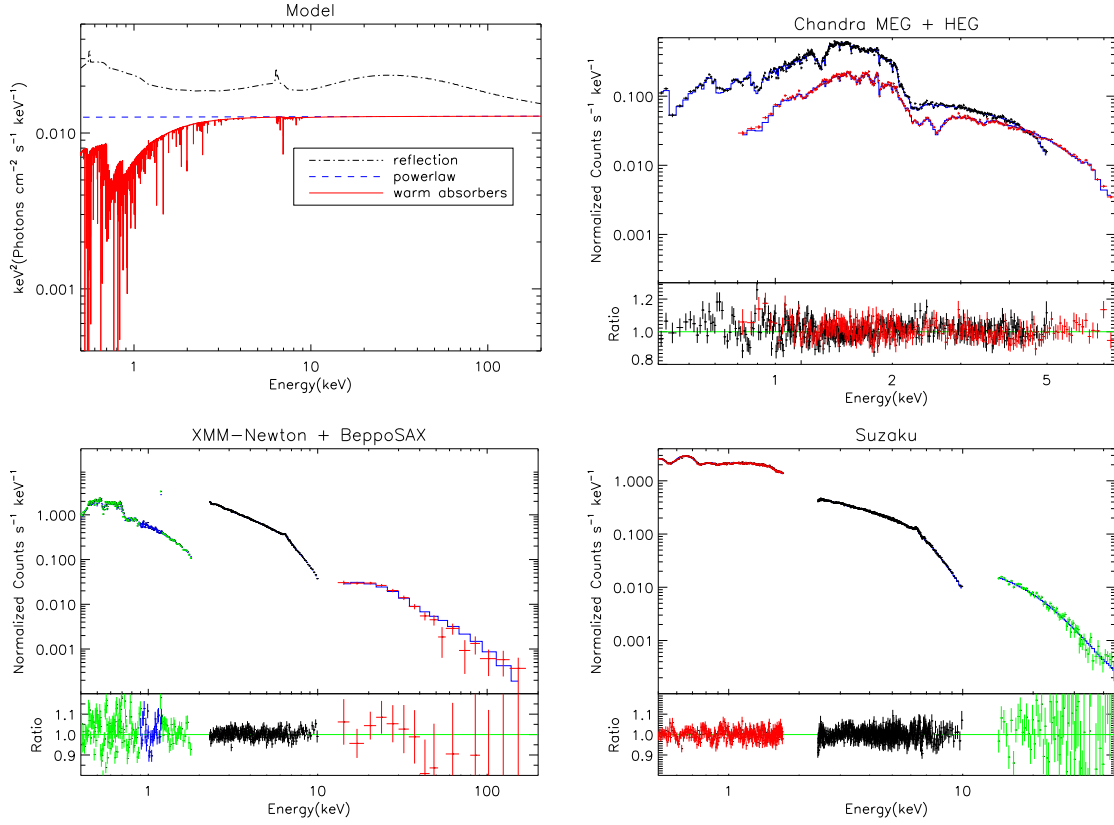 Model
keV²(Photons cm⁻² s⁻¹ keV⁻¹)
0.010
0.001
reflection
powerlaw
warm absorbers
1
10
100
Energy(keV)
Chandra MEG + HEG
Normalized Counts s⁻¹ keV⁻¹
0.100
0.010
0.001
Ratio
1.2
1.0
0.8
1
2
5
Energy(keV)
XMM-Newton + BeppoSAX
Normalized Counts s⁻¹ keV⁻¹
1.000
0.100
0.010
0.001
Ratio
1.1
1.0
0.9
1
10
100
Energy(keV)
Suzaku
Normalized Counts s⁻¹ keV⁻¹
1.000
0.100
0.010
0.001
Ratio
1.1
1.0
0.9
1
10
Energy(keV)